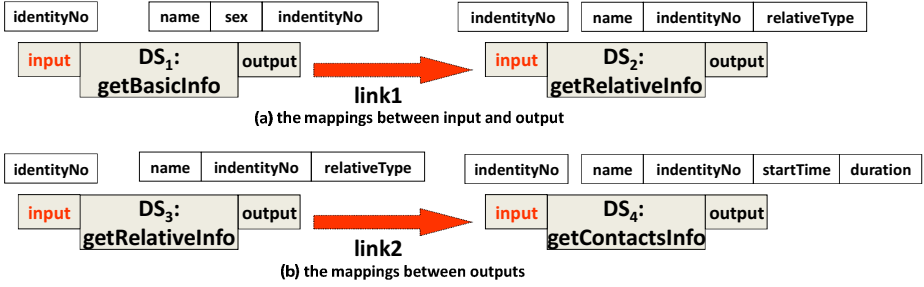 identityNo name sex indentityNo indentityNo name indentityNo relativeType
input DS1: getBasicInfo output input DS2: getRelativeInfo output
link1
(a) the mappings between input and output
identityNo name indentityNo relativeType indentityNo name indentityNo startTime duration
input DS3: getRelativeInfo output input DS4: getContactsInfo output
link2
(b) the mappings between outputs